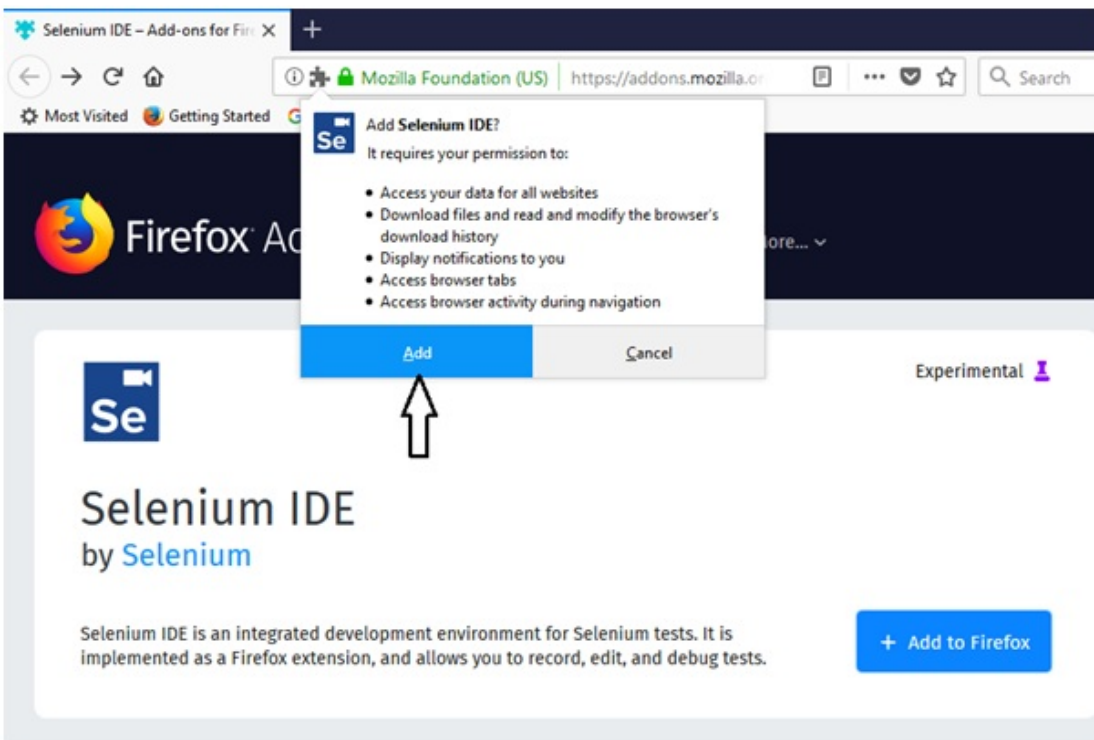 Selenium IDE – Add-ons for Fir
Mozilla Foundation (US) https://addons.mozilla.or
Search
Most Visited
Getting Started
G
Se
Add Selenium IDE?
It requires your permission to:
• Access your data for all websites
• Download files and read and modify the browser's
download history
• Display notifications to you
• Access browser tabs
• Access browser activity during navigation
Add
Cancel
Firefox Ad
ore...
Experimental
Se
Selenium IDE
by Selenium
Selenium IDE is an integrated development environment for Selenium tests. It is
implemented as a Firefox extension, and allows you to record, edit, and debug tests.
+ Add to Firefox